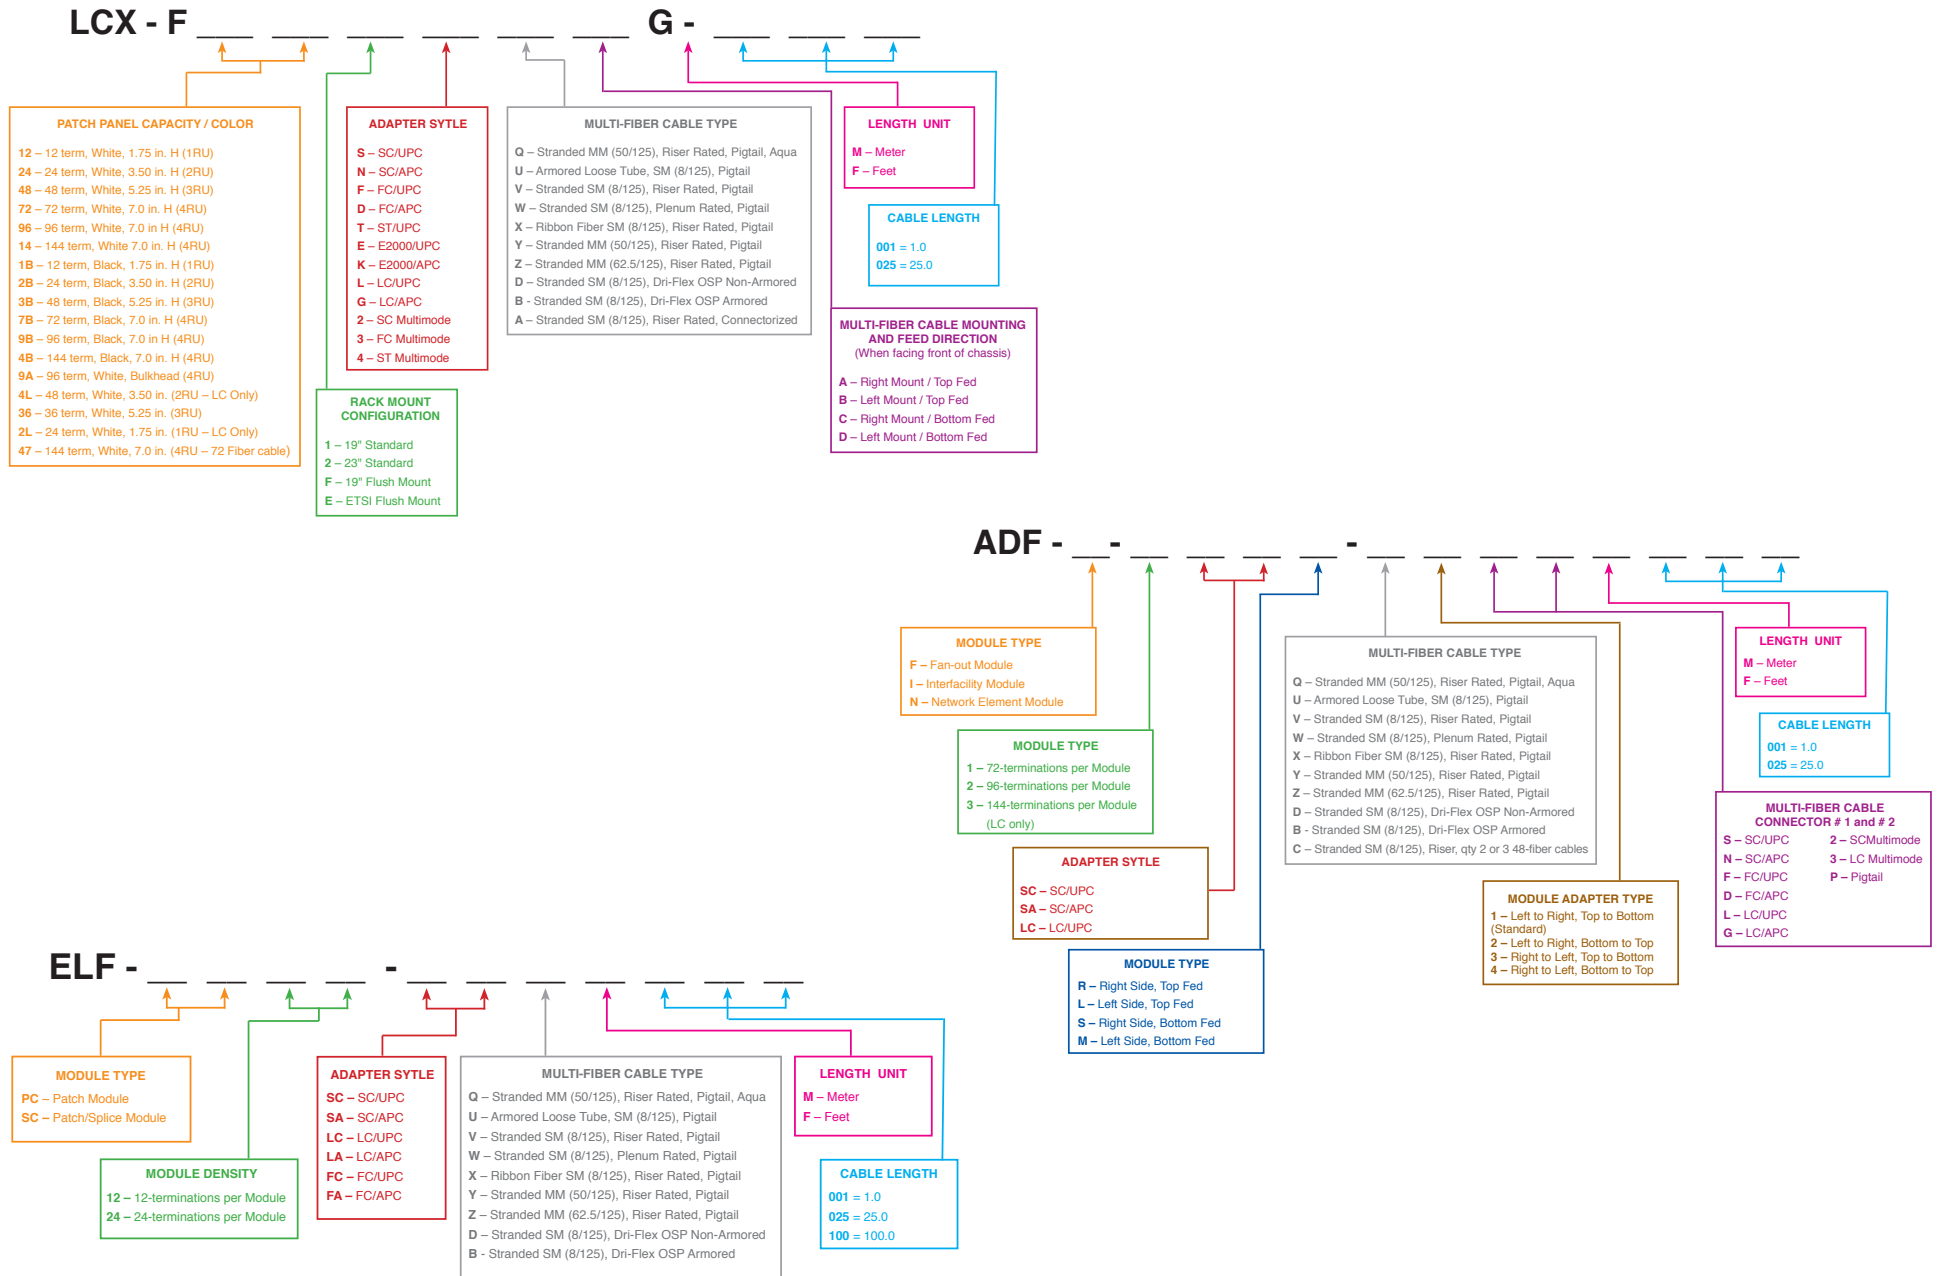 LCX - F ___ ___ ___ ___ ___ ___ G - ___ ___ ___
PATCH PANEL CAPACITY / COLOR
12 – 12 term, White, 1.75 in. H (1RU)
24 – 24 term, White, 3.50 in. H (2RU)
48 – 48 term, White, 5.25 in. H (3RU)
72 – 72 term, White, 7.0 in. H (4RU)
96 – 96 term, White, 7.0 in H (4RU)
14 – 144 term, White 7.0 in. H (4RU)
1B – 12 term, Black, 1.75 in. H (1RU)
2B – 24 term, Black, 3.50 in. H (2RU)
3B – 48 term, Black, 5.25 in. H (3RU)
7B – 72 term, Black, 7.0 in. H (4RU)
9B – 96 term, Black, 7.0 in H (4RU)
4B – 144 term, Black, 7.0 in. H (4RU)
9A – 96 term, White, Bulkhead (4RU)
4L – 48 term, White, 3.50 in. (2RU – LC Only)
36 – 36 term, White, 5.25 in. (3RU)
2L – 24 term, White, 1.75 in. (1RU – LC Only)
47 – 144 term, White, 7.0 in. (4RU – 72 Fiber cable)
RACK MOUNT
CONFIGURATION
1 – 19" Standard
2 – 23" Standard
F – 19" Flush Mount
E – ETSI Flush Mount
ADAPTER SYTLE
S – SC/UPC
N – SC/APC
F – FC/UPC
D – FC/APC
T – ST/UPC
E – E2000/UPC
K – E2000/APC
L – LC/UPC
G – LC/APC
2 – SC Multimode
3 – FC Multimode
4 – ST Multimode
MULTI-FIBER CABLE TYPE
Q – Stranded MM (50/125), Riser Rated, Pigtail, Aqua
U – Armored Loose Tube, SM (8/125), Pigtail
V – Stranded SM (8/125), Riser Rated, Pigtail
W – Stranded SM (8/125), Plenum Rated, Pigtail
X – Ribbon Fiber SM (8/125), Riser Rated, Pigtail
Y – Stranded MM (50/125), Riser Rated, Pigtail
Z – Stranded MM (62.5/125), Riser Rated, Pigtail
D – Stranded SM (8/125), Dri-Flex OSP Non-Armored
B - Stranded SM (8/125), Dri-Flex OSP Armored
A – Stranded SM (8/125), Riser Rated, Connectorized
LENGTH UNIT
M – Meter
F – Feet
CABLE LENGTH
001 = 1.0
025 = 25.0
MULTI-FIBER CABLE MOUNTING
AND FEED DIRECTION
(When facing front of chassis)
A – Right Mount / Top Fed
B – Left Mount / Top Fed
C – Right Mount / Bottom Fed
D – Left Mount / Bottom Fed
ADF - ___ - ___ ___ ___ ___ - ___ ___ ___ ___ ___ ___ ___ ___
MODULE TYPE
F – Fan-out Module
I – Interfacility Module
N – Network Element Module
MODULE TYPE
1 – 72-terminations per Module
2 – 96-terminations per Module
3 – 144-terminations per Module
(LC only)
ADAPTER SYTLE
SC – SC/UPC
SA – SC/APC
LC – LC/UPC
MODULE TYPE
R – Right Side, Top Fed
L – Left Side, Top Fed
S – Right Side, Bottom Fed
M – Left Side, Bottom Fed
MULTI-FIBER CABLE TYPE
Q – Stranded MM (50/125), Riser Rated, Pigtail, Aqua
U – Armored Loose Tube, SM (8/125), Pigtail
V – Stranded SM (8/125), Riser Rated, Pigtail
W – Stranded SM (8/125), Plenum Rated, Pigtail
X – Ribbon Fiber SM (8/125), Riser Rated, Pigtail
Y – Stranded MM (50/125), Riser Rated, Pigtail
Z – Stranded MM (62.5/125), Riser Rated, Pigtail
D – Stranded SM (8/125), Dri-Flex OSP Non-Armored
B - Stranded SM (8/125), Dri-Flex OSP Armored
C – Stranded SM (8/125), Riser, qty 2 or 3 48-fiber cables
MODULE ADAPTER TYPE
1 – Left to Right, Top to Bottom
(Standard)
2 – Left to Right, Bottom to Top
3 – Right to Left, Top to Bottom
4 – Right to Left, Bottom to Top
LENGTH UNIT
M – Meter
F – Feet
CABLE LENGTH
001 = 1.0
025 = 25.0
MULTI-FIBER CABLE
CONNECTOR # 1 and # 2
S – SC/UPC 2 – SCMultimode
N – SC/APC 3 – LC Multimode
F – FC/UPC P – Pigtail
D – FC/APC
L – LC/UPC
G – LC/APC
ELF - ___ ___ ___ ___ - ___ ___ ___ ___ ___ ___ ___
MODULE TYPE
PC – Patch Module
SC – Patch/Splice Module
MODULE DENSITY
12 – 12-terminations per Module
24 – 24-terminations per Module
ADAPTER SYTLE
SC – SC/UPC
SA – SC/APC
LC – LC/UPC
LA – LC/APC
FC – FC/UPC
FA – FC/APC
MULTI-FIBER CABLE TYPE
Q – Stranded MM (50/125), Riser Rated, Pigtail, Aqua
U – Armored Loose Tube, SM (8/125), Pigtail
V – Stranded SM (8/125), Riser Rated, Pigtail
W – Stranded SM (8/125), Plenum Rated, Pigtail
X – Ribbon Fiber SM (8/125), Riser Rated, Pigtail
Y – Stranded MM (50/125), Riser Rated, Pigtail
Z – Stranded MM (62.5/125), Riser Rated, Pigtail
D – Stranded SM (8/125), Dri-Flex OSP Non-Armored
B - Stranded SM (8/125), Dri-Flex OSP Armored
LENGTH UNIT
M – Meter
F – Feet
CABLE LENGTH
001 = 1.0
025 = 25.0
100 = 100.0